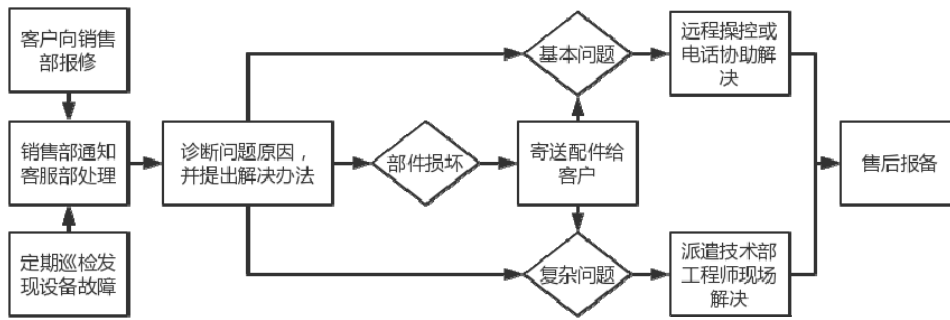 客户向销售
部报修
销售部通知
客服部处理
定期巡检发
现设备故障
诊断问题原因，
并提出解决办法
部件损坏
基本问题
寄送配件给
客户
复杂问题
远程操控或
电话协助解
决
派遣技术部
工程师现场
解决
售后报备